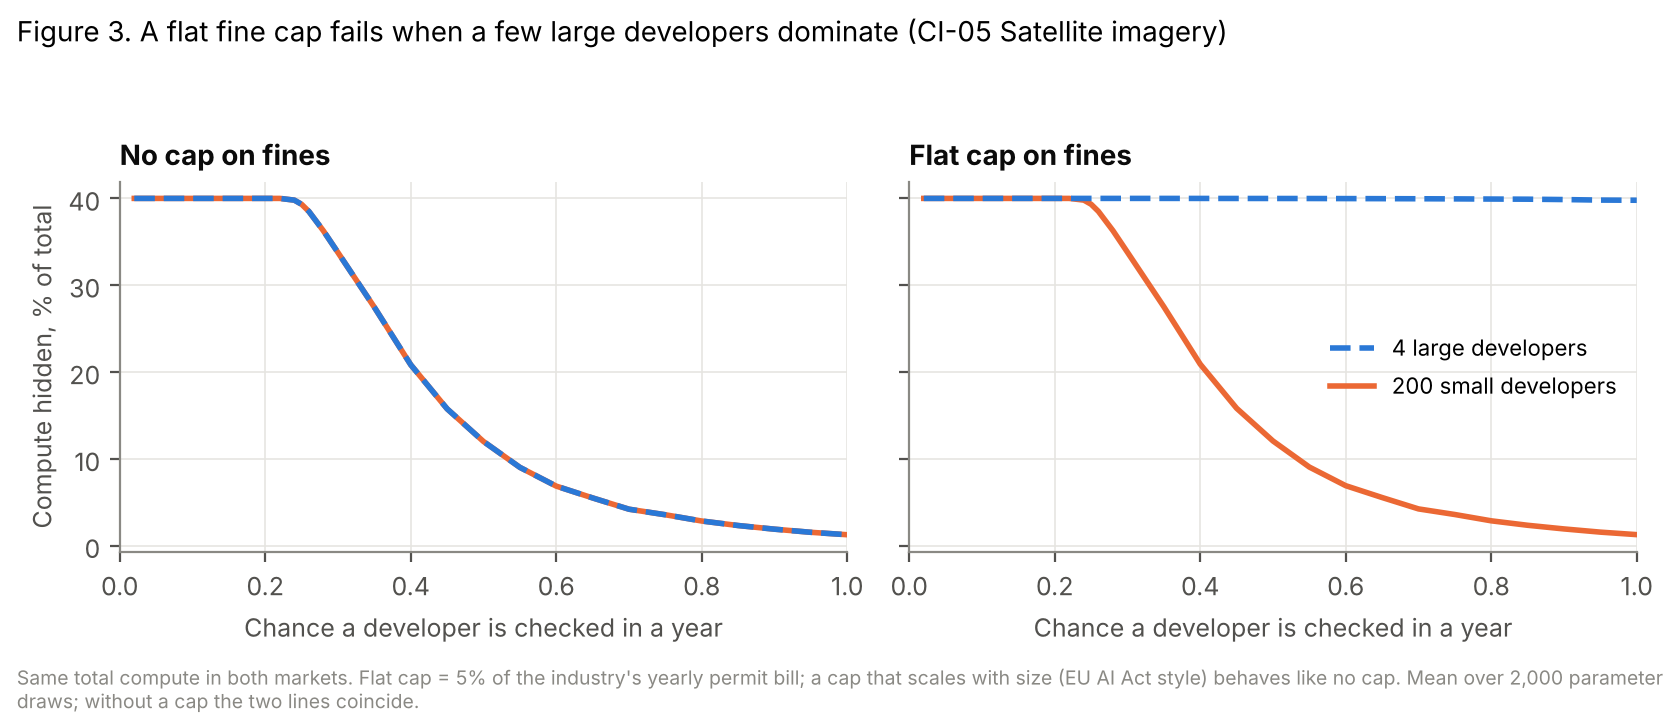 Figure 3. A flat fine cap fails when a few large developers dominate (CI-05 Satellite imagery)
No cap on fines
Compute hidden, % of total
40
30
20
10
0
0.0 0.2 0.4 0.6 0.8 1.0
Chance a developer is checked in a year
Flat cap on fines
4 large developers
200 small developers
0.0 0.2 0.4 0.6 0.8 1.0
Chance a developer is checked in a year
Same total compute in both markets. Flat cap = 5% of the industry's yearly permit bill; a cap that scales with size (EU AI Act style) behaves like no cap. Mean over 2,000 parameter
draws; without a cap the two lines coincide.